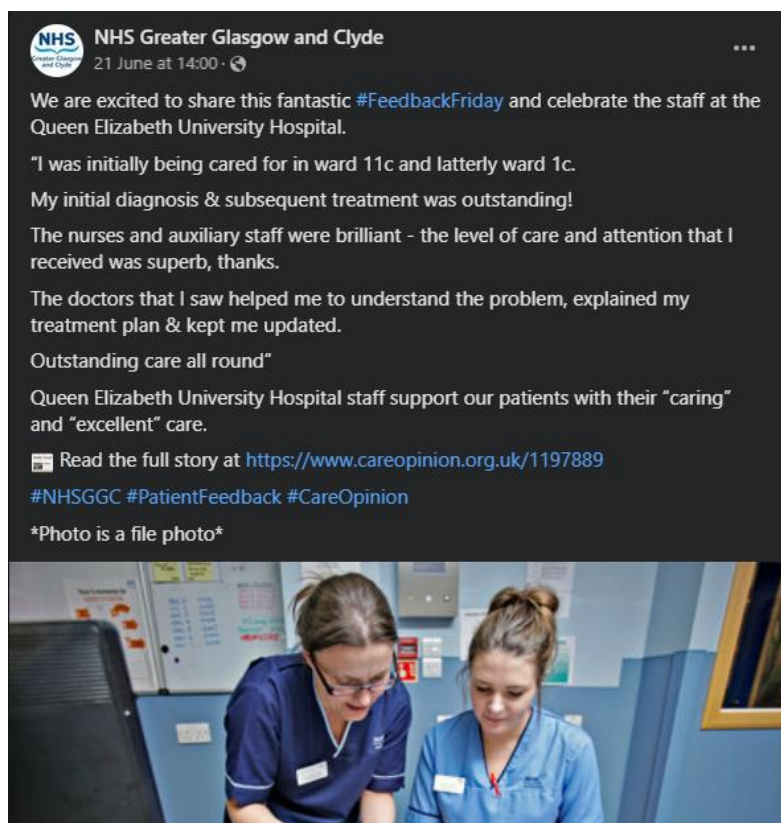 NHS
Greater Glasgow
and Clyde
NHS Greater Glasgow and Clyde
21 June at 14:00 ·
We are excited to share this fantastic #FeedbackFriday and celebrate the staff at the
Queen Elizabeth University Hospital.
“I was initially being cared for in ward 11c and latterly ward 1c.
My initial diagnosis & subsequent treatment was outstanding!
The nurses and auxiliary staff were brilliant - the level of care and attention that I
received was superb, thanks.
The doctors that I saw helped me to understand the problem, explained my
treatment plan & kept me updated.
Outstanding care all round”
Queen Elizabeth University Hospital staff support our patients with their “caring”
and “excellent” care.
Read the full story at https://www.careopinion.org.uk/1197889
#NHSGGC #PatientFeedback #CareOpinion
*Photo is a file photo*